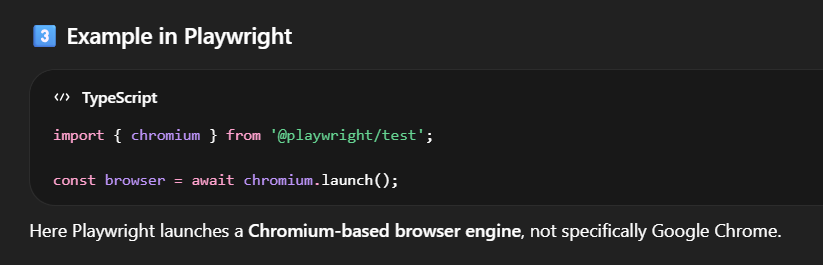 3 Example in Playwright
</> TypeScript
import { chromium } from '@playwright/test';
const browser = await chromium.launch();
Here Playwright launches a Chromium-based browser engine, not specifically Google Chrome.